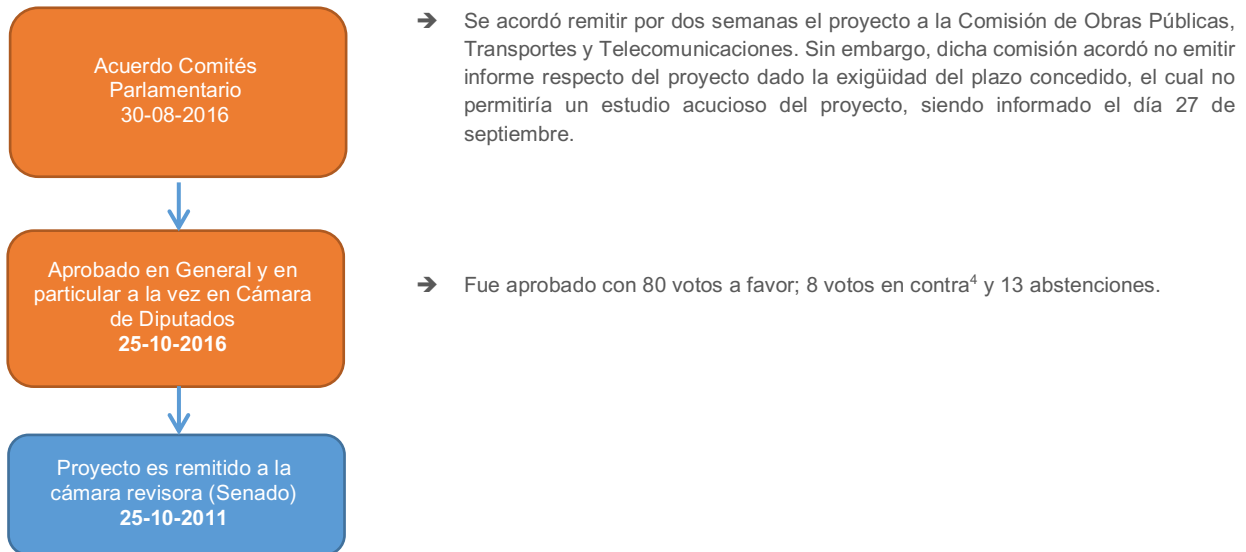 Acuerdo Comités
Parlamentario
30-08-2016
➔ Se acordó remitir por dos semanas el proyecto a la Comisión de Obras Públicas,
Transportes y Telecomunicaciones. Sin embargo, dicha comisión acordó no emitir
informe respecto del proyecto dado la exigüidad del plazo concedido, el cual no
permitiría un estudio acucioso del proyecto, siendo informado el día 27 de
septiembre.
Aprobado en General y en
particular a la vez en Cámara
de Diputados
25-10-2016
➔ Fue aprobado con 80 votos a favor; 8 votos en contra⁴ y 13 abstenciones.
Proyecto es remitido a la
cámara revisora (Senado)
25-10-2011